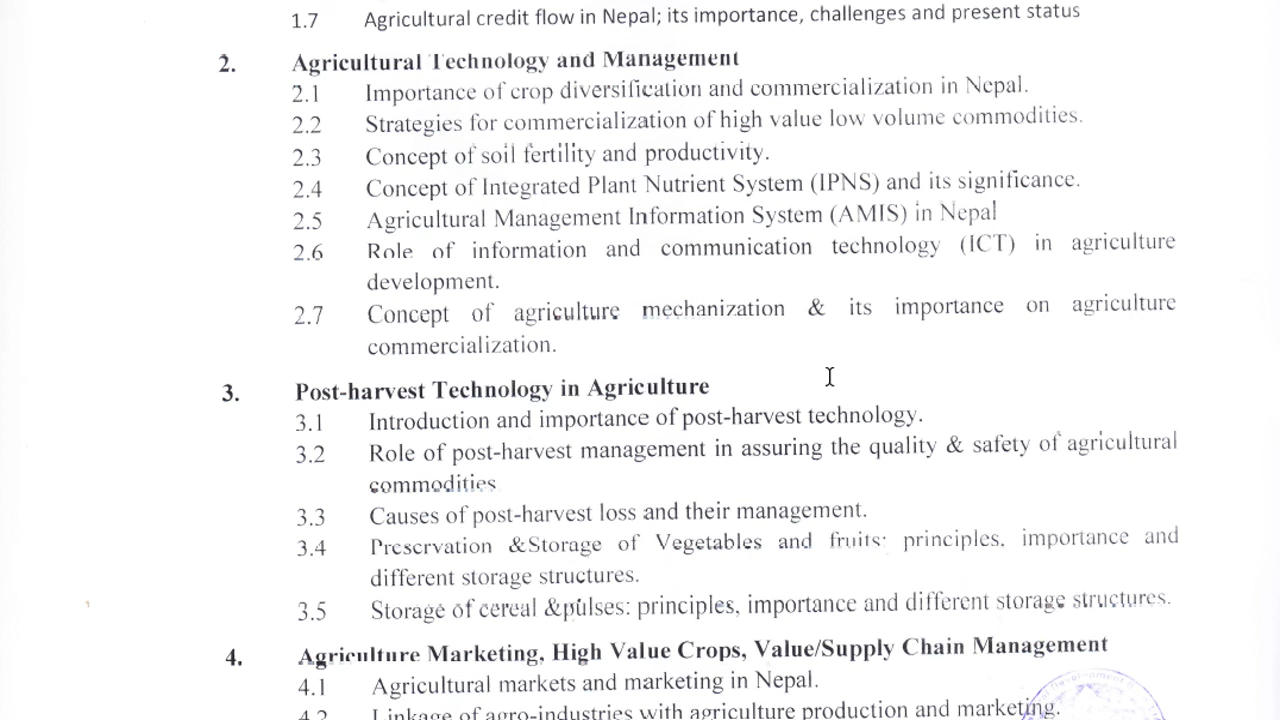 1.7 Agricultural credit flow in Nepal; its importance, challenges and present status
2. Agricultural Technology and Management
2.1 Importance of crop diversification and commercialization in Nepal.
2.2 Strategies for commercialization of high value low volume commodities.
2.3 Concept of soil fertility and productivity.
2.4 Concept of Integrated Plant Nutrient System (IPNS) and its significance.
2.5 Agricultural Management Information System (AMIS) in Nepal
2.6 Role of information and communication technology (ICT) in agriculture
development.
2.7 Concept of agriculture mechanization & its importance on agriculture
commercialization.
3. Post-harvest Technology in Agriculture
3.1 Introduction and importance of post-harvest technology.
3.2 Role of post-harvest management in assuring the quality & safety of agricultural
commodities
3.3 Causes of post-harvest loss and their management.
3.4 Preservation &Storage of Vegetables and fruits: principles, importance and
different storage structures.
3.5 Storage of cereal &pulses: principles, importance and different storage structures.
4. Agriculture Marketing, High Value Crops, Value/Supply Chain Management
4.1 Agricultural markets and marketing in Nepal.
4.2 Linkage of agro-industries with agriculture production and marketing.